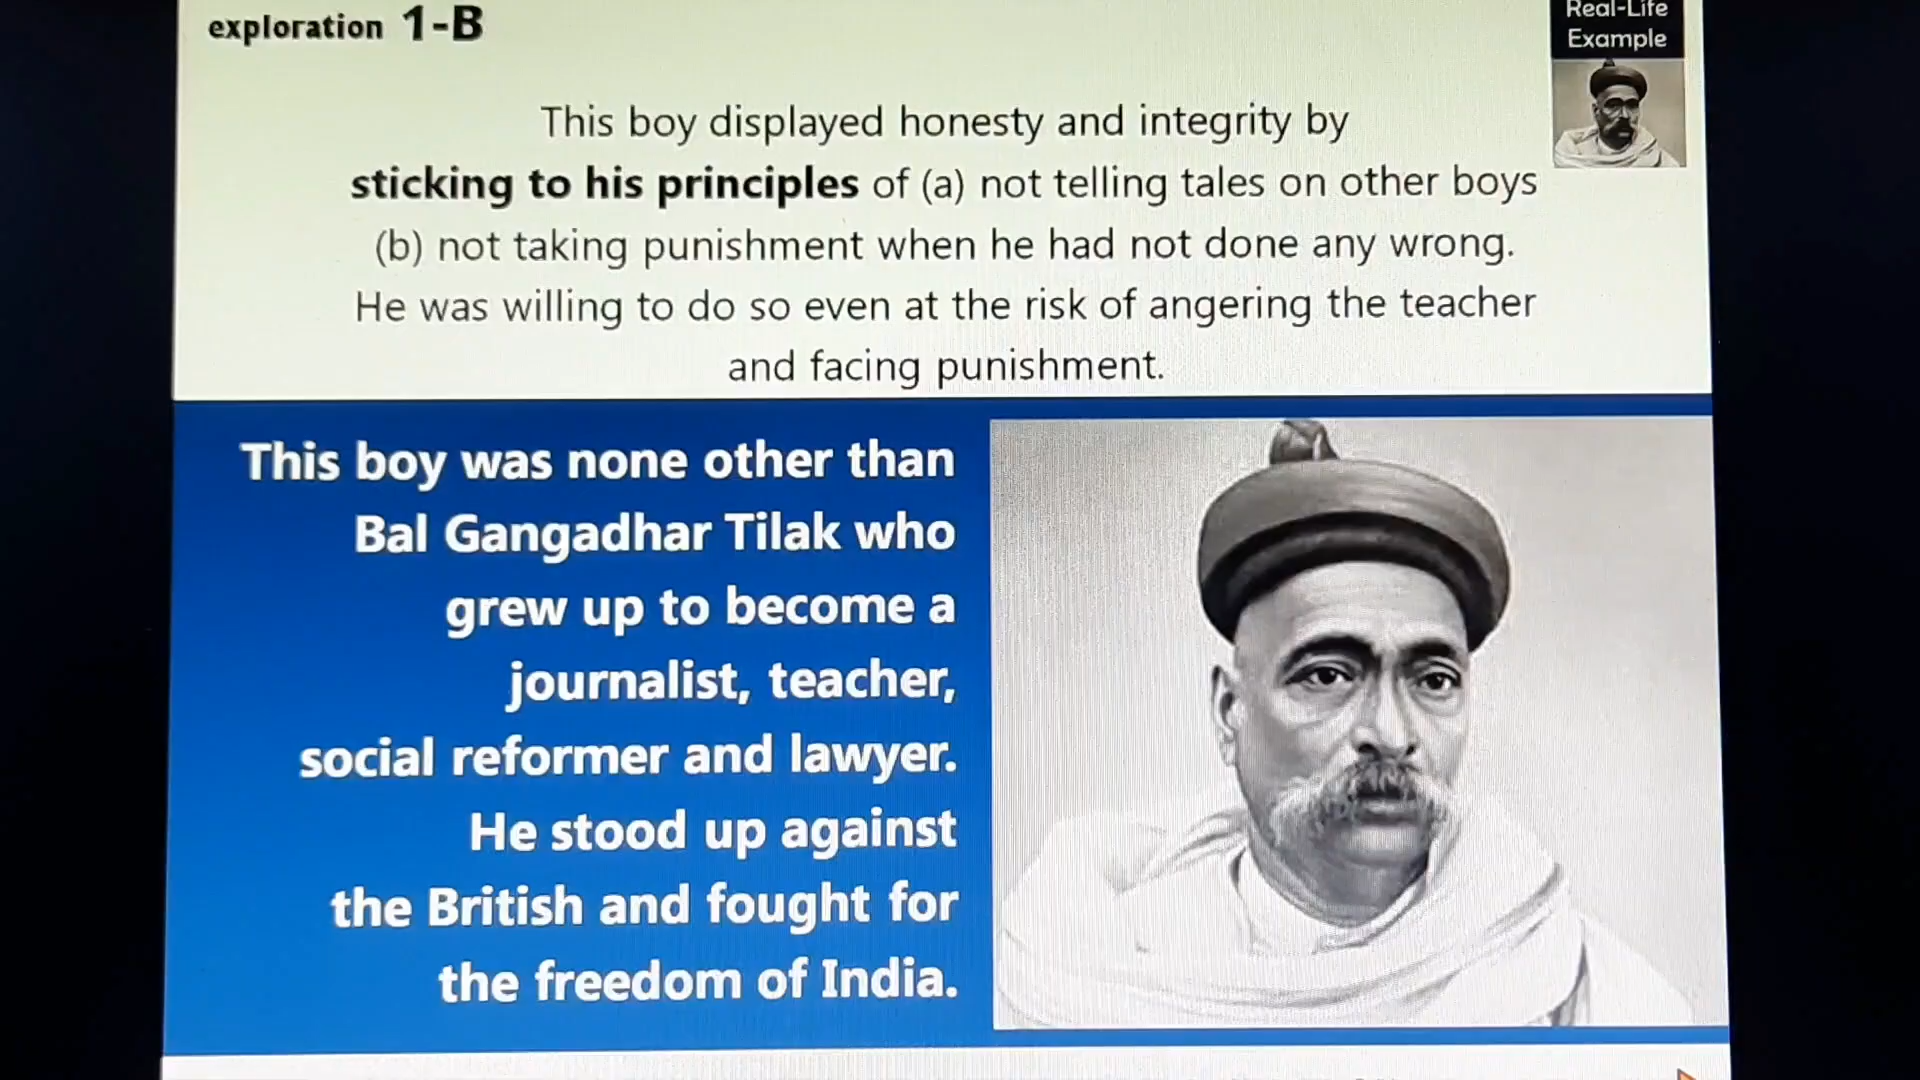 exploration 1-B
Real-Life
Example
This boy displayed honesty and integrity by
sticking to his principles of (a) not telling tales on other boys
(b) not taking punishment when he had not done any wrong.
He was willing to do so even at the risk of angering the teacher
and facing punishment.
This boy was none other than
Bal Gangadhar Tilak who
grew up to become a
journalist, teacher,
social reformer and lawyer.
He stood up against
the British and fought for
the freedom of India.